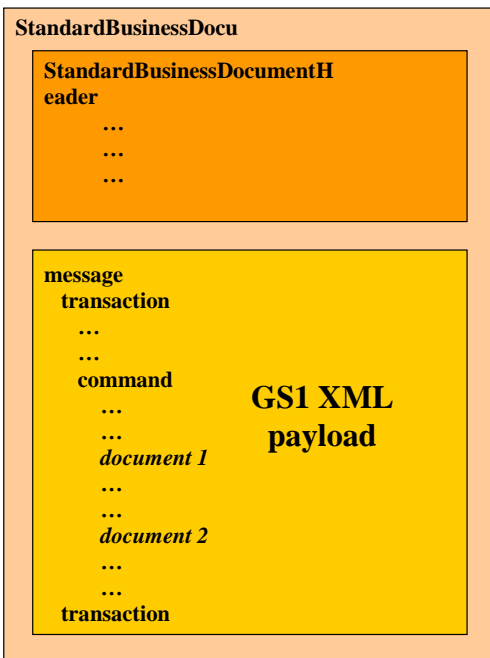 StandardBusinessDocu
StandardBusinessDocumentH
eader
…
…
…
message
transaction
…
…
command
…
…
document 1
…
…
document 2
…
…
transaction
GS1 XML
payload